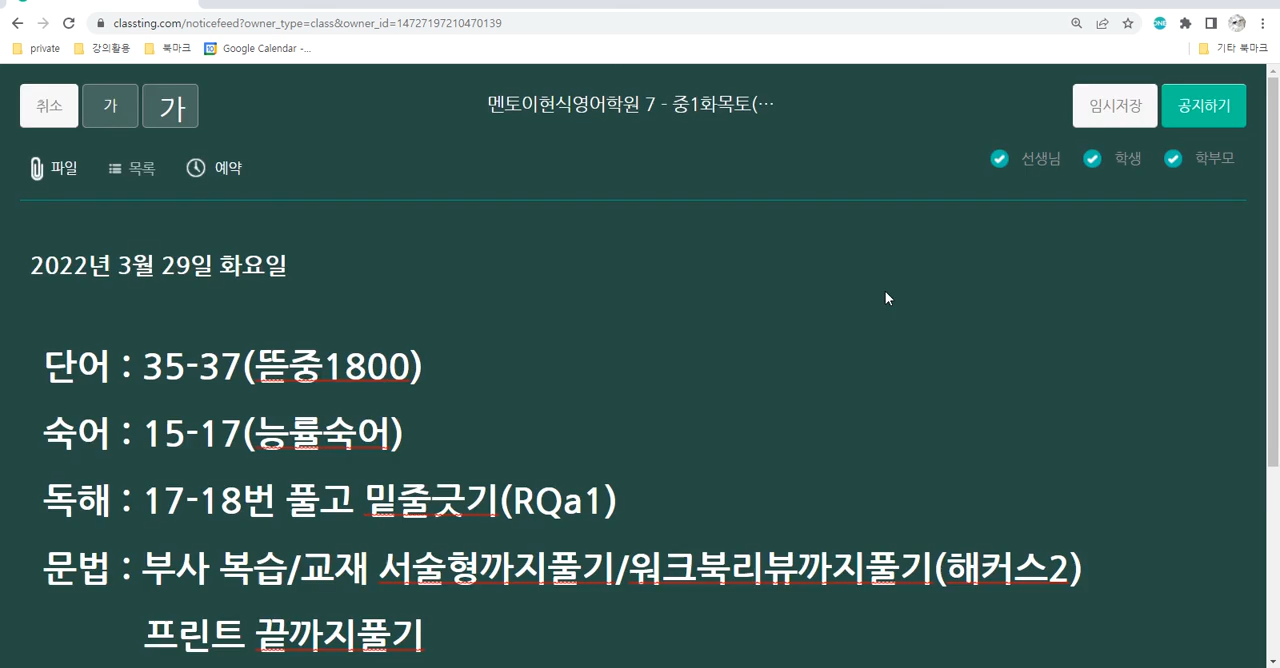 classting.com/noticefeed?owner_type=class&owner_id=14727197210470139
private 강의활용 북마크 Google Calendar -... 기타 북마크
취소 가 가 멘토이현식영어학원 7 - 중1화목토(… 임시저장 공지하기
파일 목록 예약 선생님 학생 학부모
2022년 3월 29일 화요일
단어 : 35-37(뜯중1800)
숙어 : 15-17(능률숙어)
독해 : 17-18번 풀고 밑줄긋기(RQa1)
문법 : 부사 복습/교재 서술형까지풀기/워크북리뷰까지풀기(해커스2)
프린트 끝까지풀기